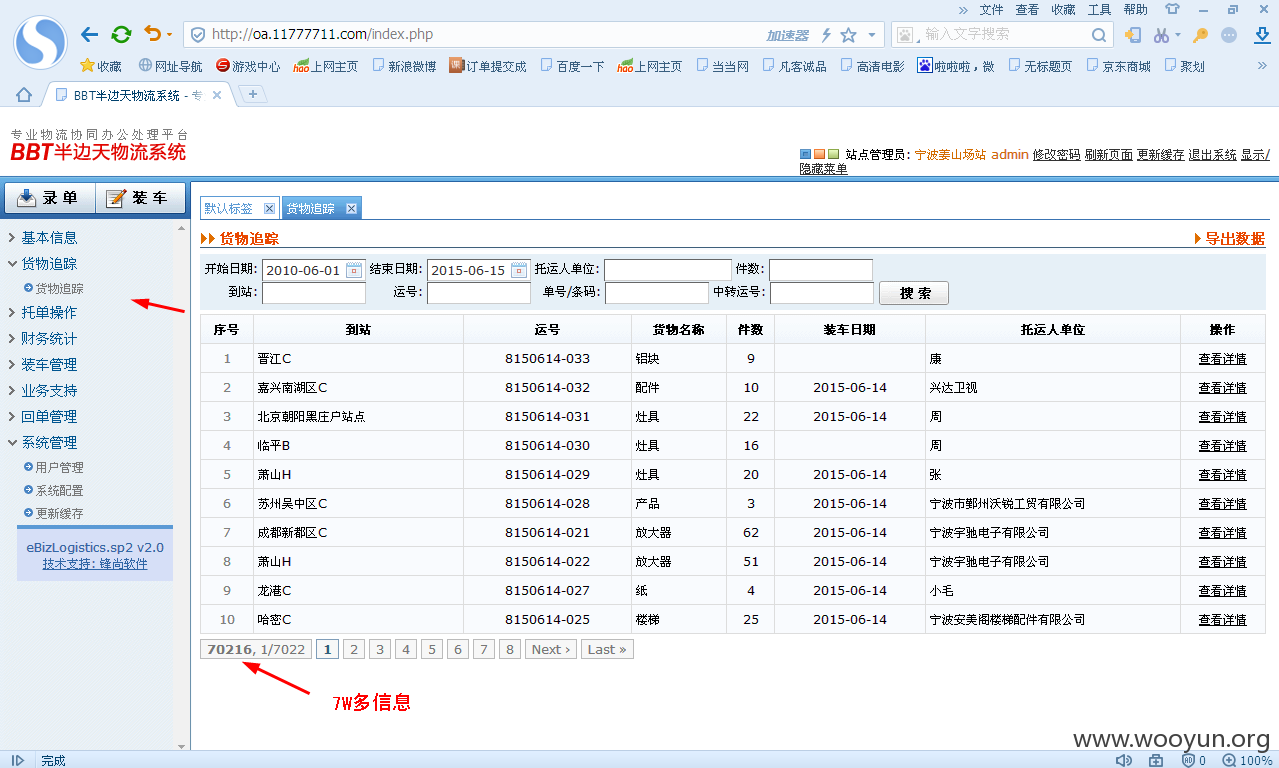 » 文件 查看 收藏 工具 帮助
http://oa.11777711.com/index.php 加速器 输入文字搜索
收藏 网址导航 游戏中心 上网主页 新浪微博 订单提交成 百度一下 上网主页 当当网 凡客诚品 高清电影 啦啦啦，微 无标题页 京东商城 聚划 »
BBT半边天物流系统 - 专
专业物流协同办公处理平台
BBT半边天物流系统
站点管理员: 宁波姜山场站 admin 修改密码 刷新页面 更新缓存 退出系统 显示/
隐藏菜单
录 单 装 车
默认标签 货物追踪
基本信息
货物追踪
货物追踪
托单操作
财务统计
装车管理
业务支持
回单管理
系统管理
用户管理
系统配置
更新缓存
eBizLogistics.sp2 v2.0
技术支持: 锋尚软件
货物追踪 导出数据
开始日期: 2010-06-01 结束日期: 2015-06-15 托运人单位: 件数:
到站: 运号: 单号/条码: 中转运号: 搜 索
序号 到站 运号 货物名称 件数 装车日期 托运人单位 操作
1 晋江C 8150614-033 铝块 9 康 查看详情
2 嘉兴南湖区C 8150614-032 配件 10 2015-06-14 兴达卫视 查看详情
3 北京朝阳黑庄户站点 8150614-031 灶具 22 2015-06-14 周 查看详情
4 临平B 8150614-030 灶具 16 周 查看详情
5 萧山H 8150614-029 灶具 20 2015-06-14 张 查看详情
6 苏州吴中区C 8150614-028 产品 3 2015-06-14 宁波市鄞州沃锐工贸有限公司 查看详情
7 成都新都区C 8150614-021 放大器 62 2015-06-14 宁波宇驰电子有限公司 查看详情
8 萧山H 8150614-022 放大器 51 2015-06-14 宁波宇驰电子有限公司 查看详情
9 龙港C 8150614-027 纸 4 2015-06-14 小毛 查看详情
10 哈密C 8150614-025 楼梯 25 2015-06-14 宁波安美阁楼梯配件有限公司 查看详情
70216, 1/7022 1 2 3 4 5 6 7 8 Next › Last »
7W多信息
www.wooyun.org
完成 0 100%